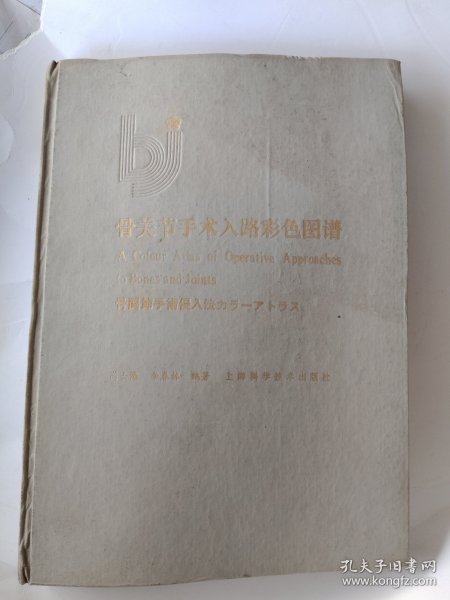 bj
骨关节手术入路彩色图谱
A Colour Atlas of Operative Approaches
to Bones and Joints
骨関節手術侵入法カラーアトラス
编著 上海科学技术出版社
孔夫子旧书网
www.kongfz.com